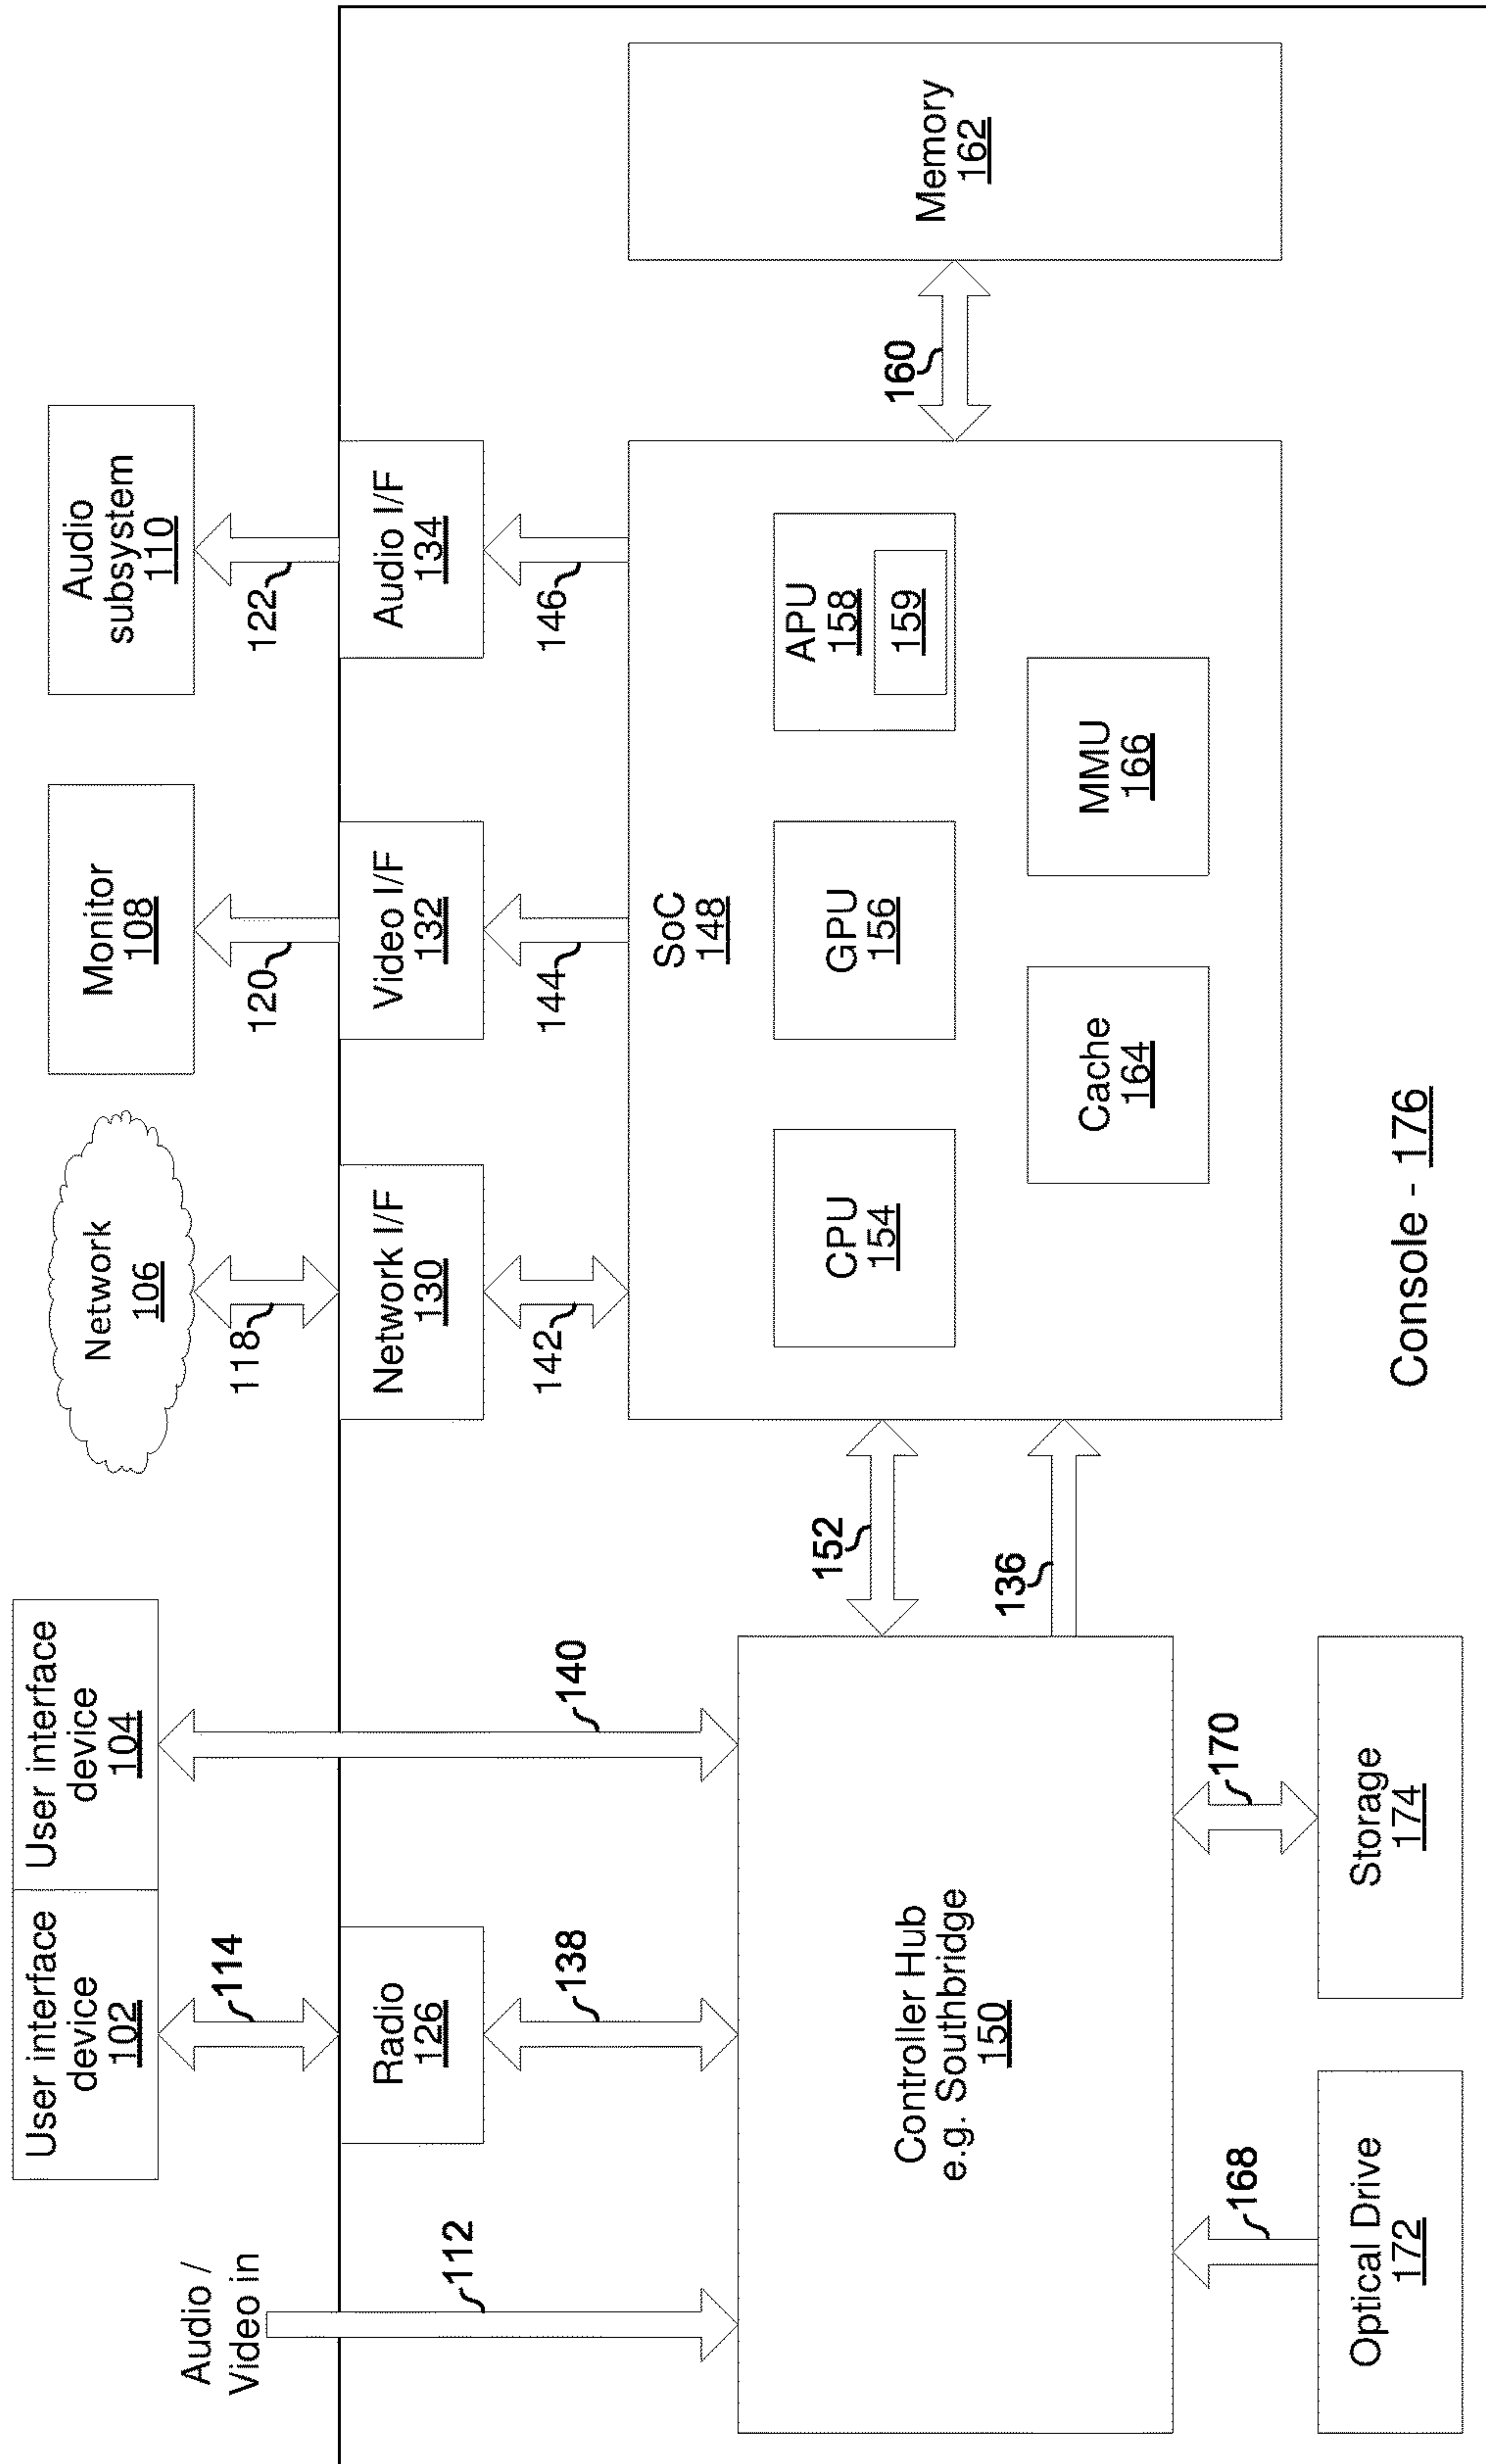 Audio /
Video in
112
User interface
device
102
114
Radio
126
138
User interface
device
104
140
Network
106
118
Network I/F
130
142
Monitor
108
120
Video I/F
132
144
Audio
subsystem
110
122
Audio I/F
134
146
Controller Hub
e.g. Southbridge
150
152
136
SoC
148
CPU
154
GPU
156
APU
158
159
Cache
164
MMU
166
160
Memory
162
168
Optical Drive
172
170
Storage
174
Console - 176